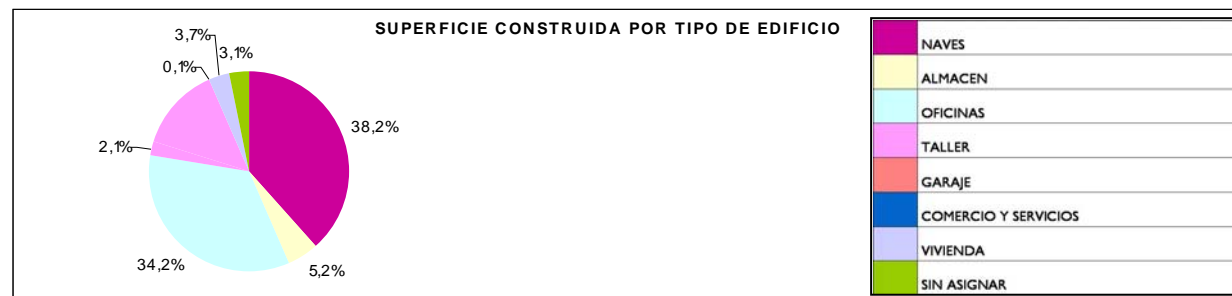 SUPERFICIE CONSTRUIDA POR TIPO DE EDIFICIO
3,7%
3,1%
0,1%
38,2%
2,1%
34,2%
5,2%
NAVES
ALMACEN
OFICINAS
TALLER
GARAJE
COMERCIO Y SERVICIOS
VIVIENDA
SIN ASIGNAR